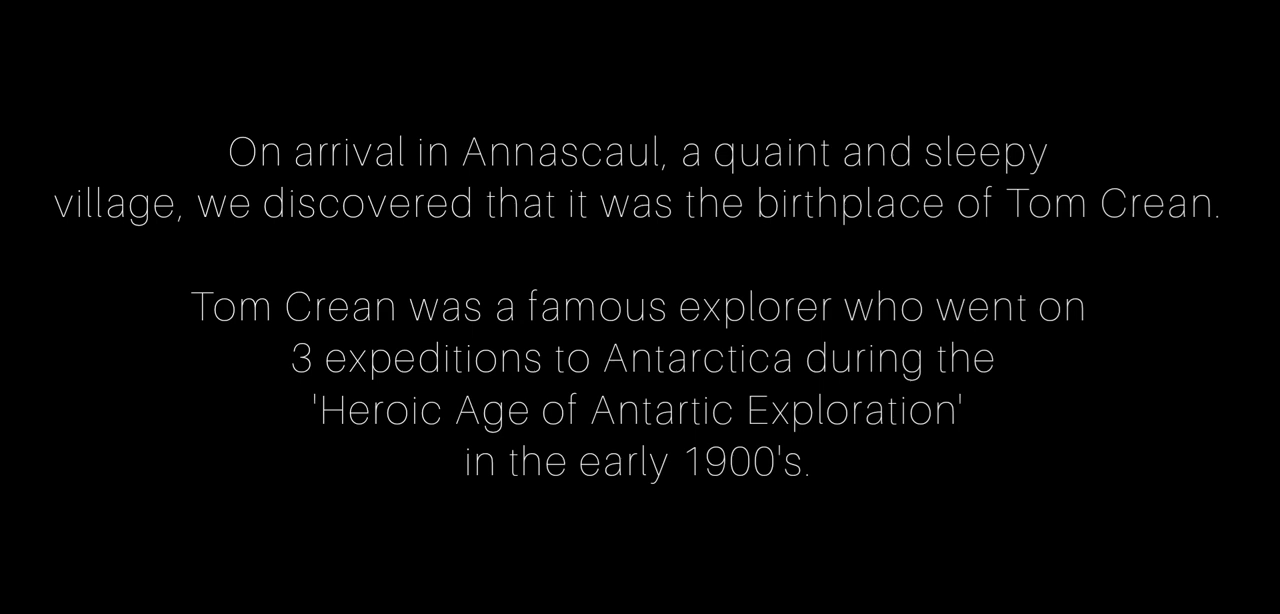 On arrival in Annascaul, a quaint and sleepy
village, we discovered that it was the birthplace of Tom Crean.
Tom Crean was a famous explorer who went on
3 expeditions to Antarctica during the
'Heroic Age of Antartic Exploration'
in the early 1900's.